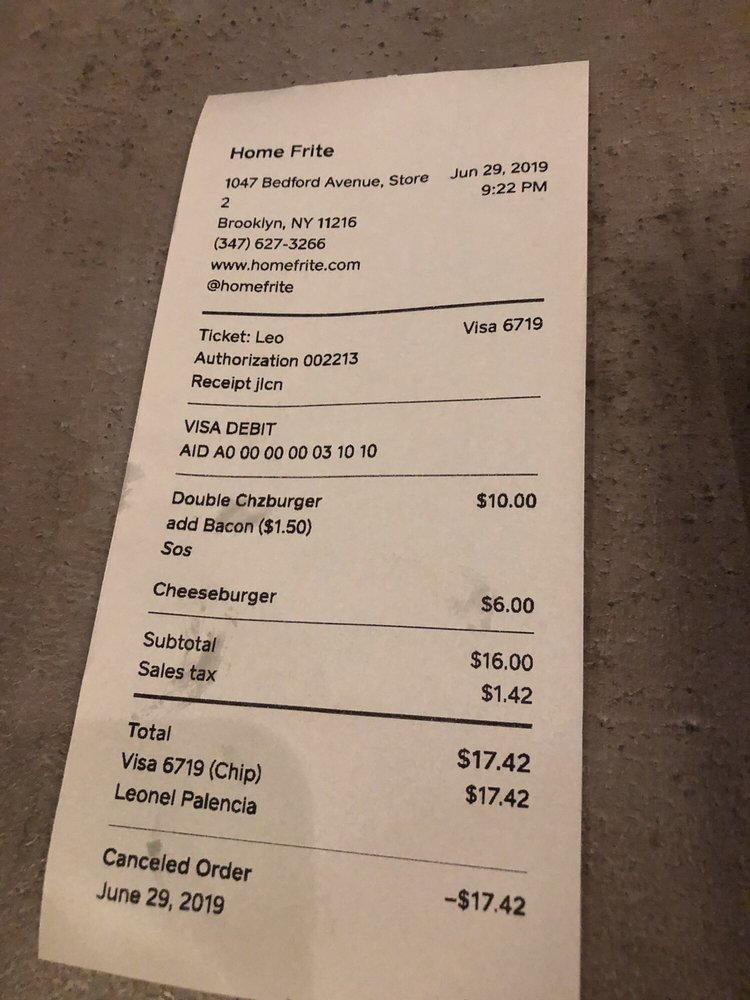 Home Frite
1047 Bedford Avenue, Store 2
Jun 29, 2019
9:22 PM
Brooklyn, NY 11216
(347) 627-3266
www.homefrite.com
@homefrite
Ticket: Leo Visa 6719
Authorization 002213
Receipt jlcn
VISA DEBIT
AID A0 00 00 00 03 10 10
Double Chzburger $10.00
add Bacon ($1.50)
Sos
Cheeseburger $6.00
Subtotal $16.00
Sales tax $1.42
Total $17.42
Visa 6719 (Chip) $17.42
Leonel Palencia
Canceled Order
June 29, 2019 -$17.42